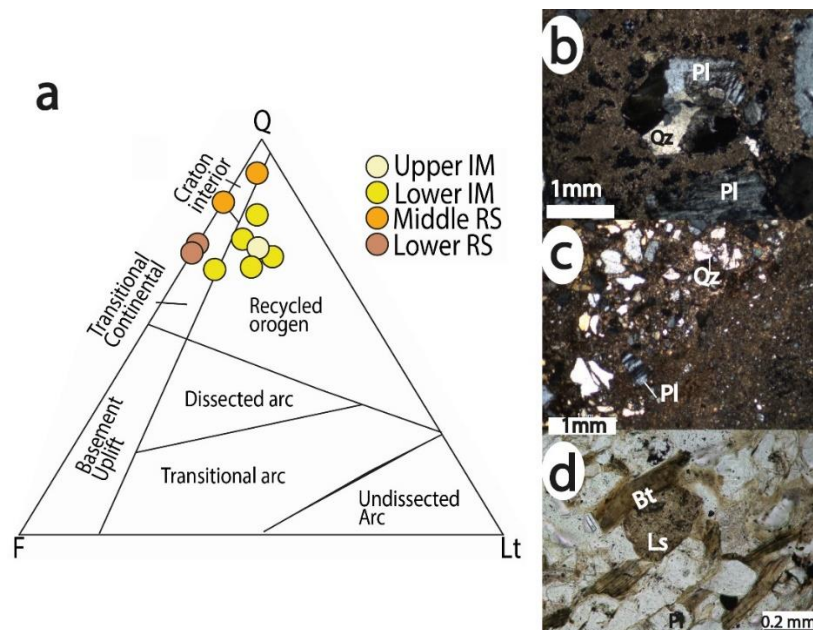 a
Q
Craton
interior
Upper IM
Lower IM
Middle RS
Lower RS
Transitional
Continental
Recycled
orogen
Dissected arc
Basement
Uplift
Transitional arc
Undissected
Arc
F
Lt
b
Pl
Qz
Pl
1mm
c
Qz
Pl
1mm
d
Bt
Ls
Pl
0.2 mm